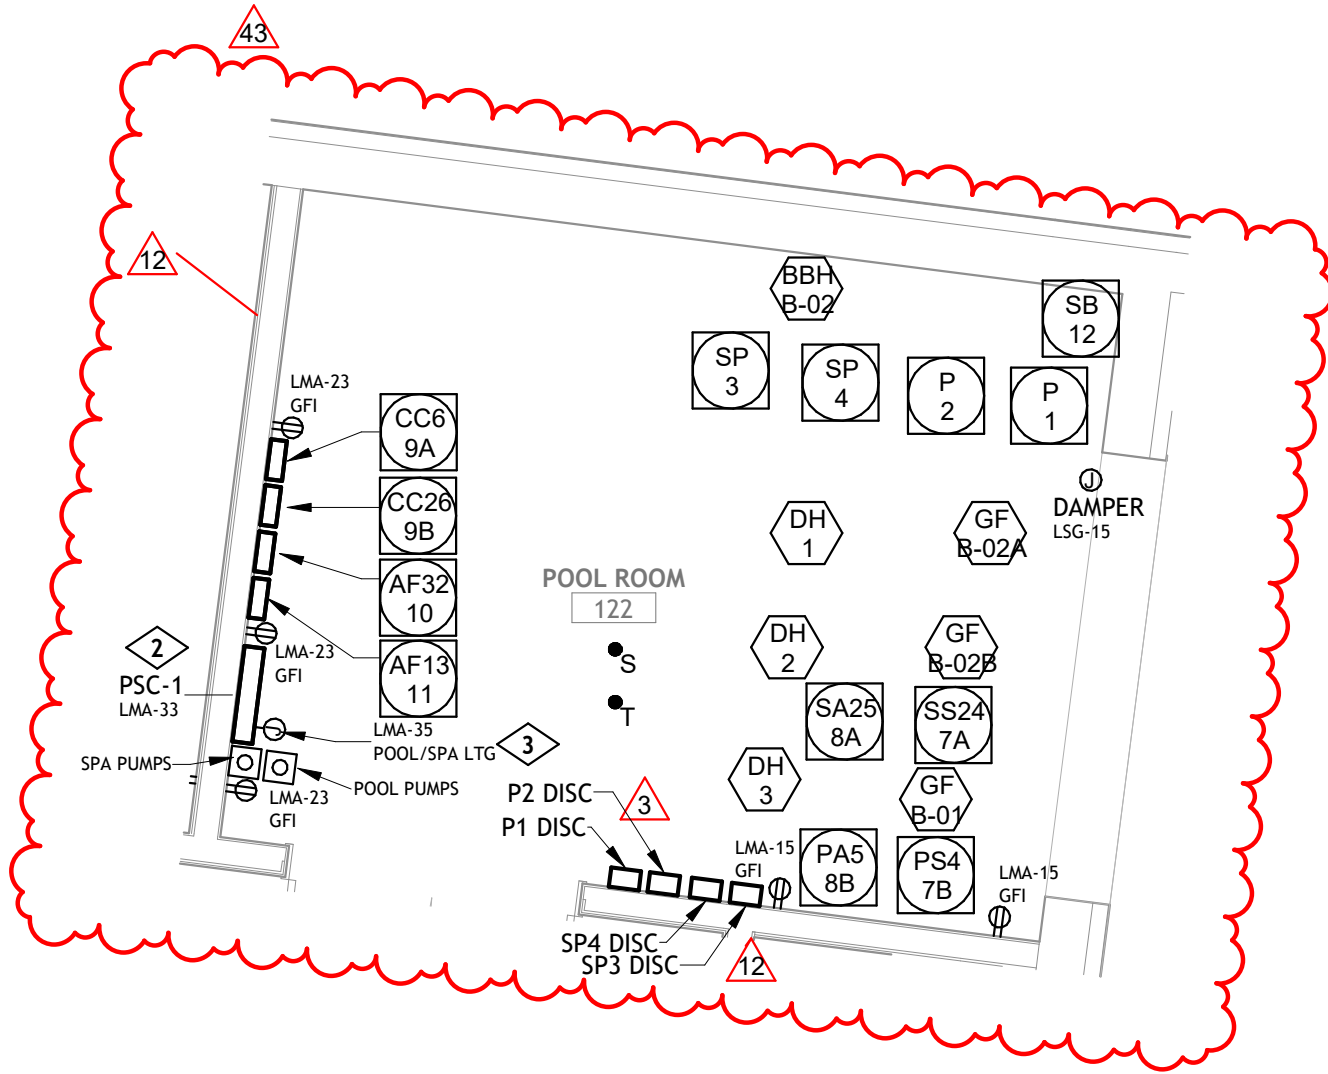 43
12
BBH
B-02
SB
12
SP
3
SP
4
P
2
P
1
LMA-23
GFI
CC6
9A
CC26
9B
AF32
10
AF13
11
J
DAMPER
LSG-15
DH
1
GF
B-02A
POOL ROOM
122
S
T
DH
2
GF
B-02B
2
PSC-1
LMA-33
LMA-23
GFI
LMA-35
POOL/SPA LTG
3
SPA PUMPS
POOL PUMPS
LMA-23
GFI
SA25
8A
SS24
7A
DH
3
GF
B-01
P2 DISC
3
P1 DISC
LMA-15
GFI
PA5
8B
PS4
7B
LMA-15
GFI
SP4 DISC
SP3 DISC
12